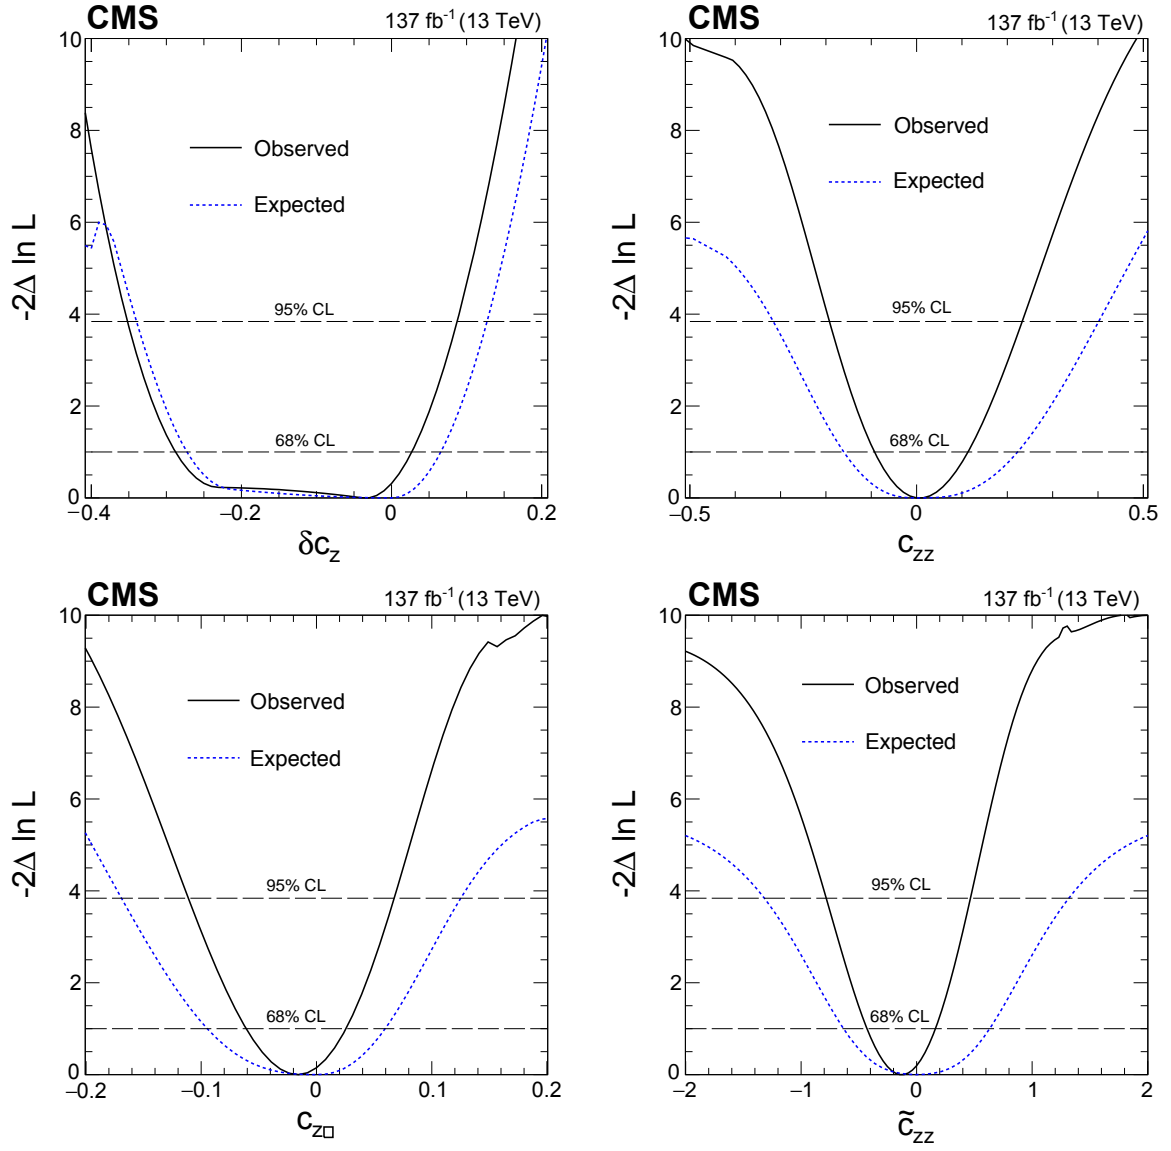 CMS 137 fb⁻¹ (13 TeV)
-2Δ ln L
10
8
6
4
2
0
Observed
Expected
95% CL
68% CL
−0.4 −0.2 0 0.2
δc_z
CMS 137 fb⁻¹ (13 TeV)
-2Δ ln L
10
8
6
4
2
0
Observed
Expected
95% CL
68% CL
−0.5 0 0.5
c_zz
CMS 137 fb⁻¹ (13 TeV)
-2Δ ln L
10
8
6
4
2
0
Observed
Expected
95% CL
68% CL
−0.2 −0.1 0 0.1 0.2
c_z□
CMS 137 fb⁻¹ (13 TeV)
-2Δ ln L
10
8
6
4
2
0
Observed
Expected
95% CL
68% CL
−2 −1 0 1 2
c̃_zz